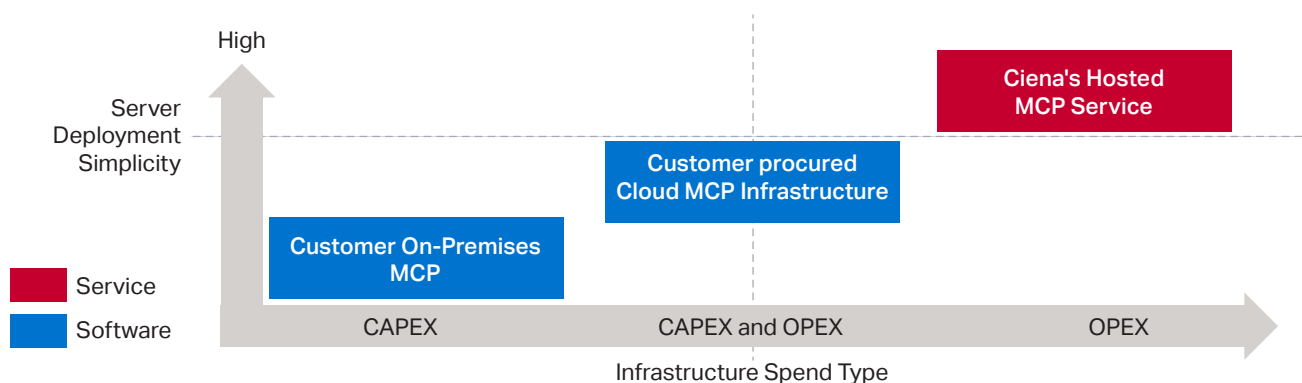 High
Server
Deployment
Simplicity
Ciena's Hosted
MCP Service
Customer procured
Cloud MCP Infrastructure
Customer On-Premises
MCP
Service
Software
CAPEX
CAPEX and OPEX
OPEX
Infrastructure Spend Type